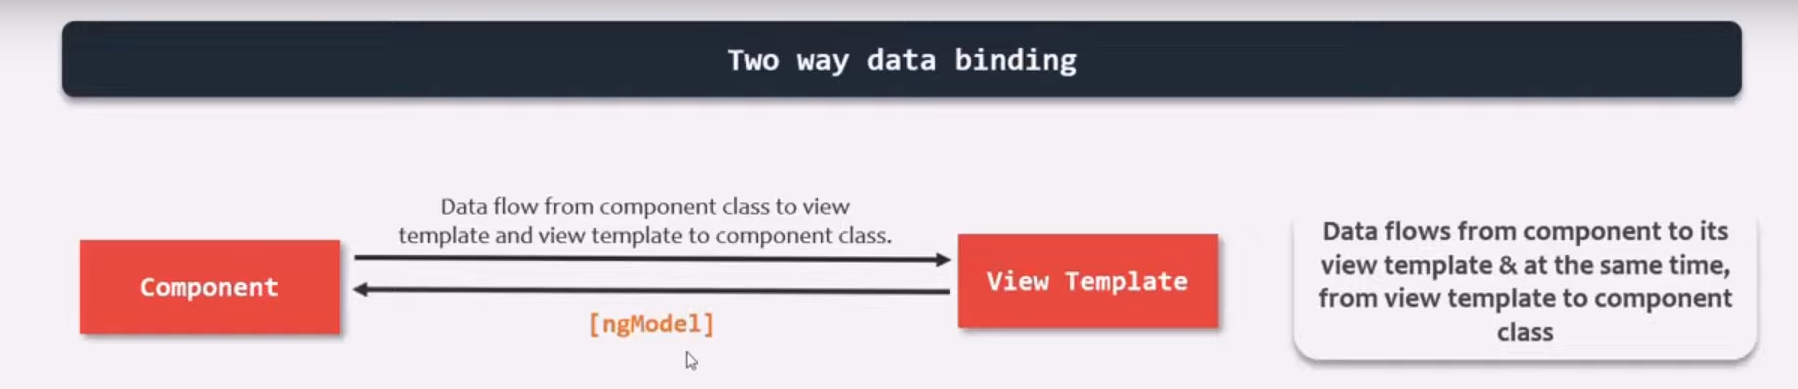 Two way data binding
Data flow from component class to view
template and view template to component class.
Component
View Template
[ngModel]
Data flows from component to its
view template & at the same time,
from view template to component
class